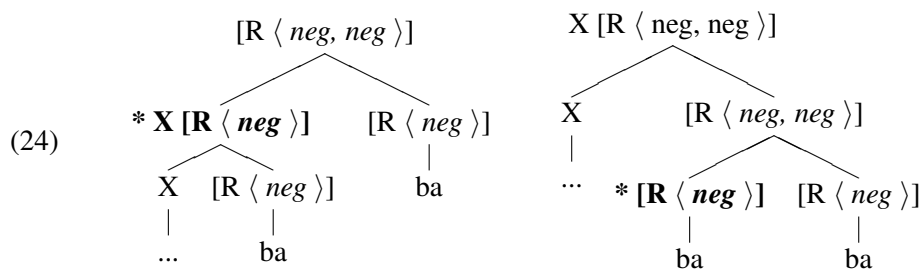 [R ⟨ neg, neg ⟩] X [R ⟨ neg, neg ⟩]
* X [R ⟨ neg ⟩] [R ⟨ neg ⟩] X [R ⟨ neg, neg ⟩]
(24)
X [R ⟨ neg ⟩] ba ... * [R ⟨ neg ⟩] [R ⟨ neg ⟩]
... ba ba ba